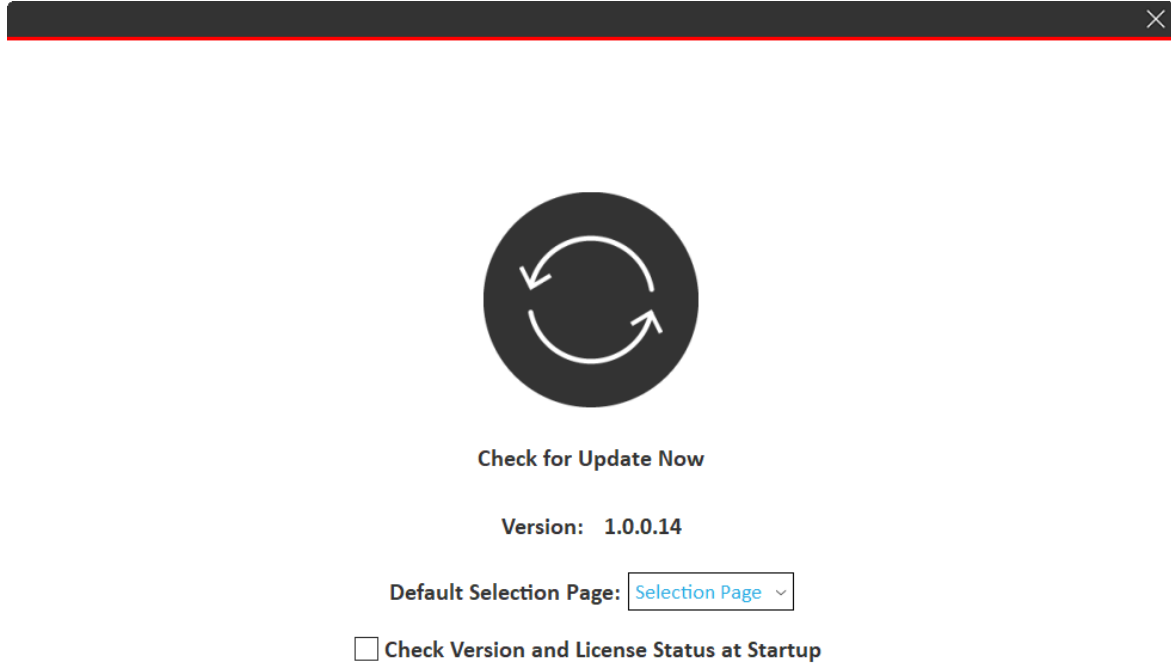 Check for Update Now
Version: 1.0.0.14
Default Selection Page: Selection Page
Check Version and License Status at Startup